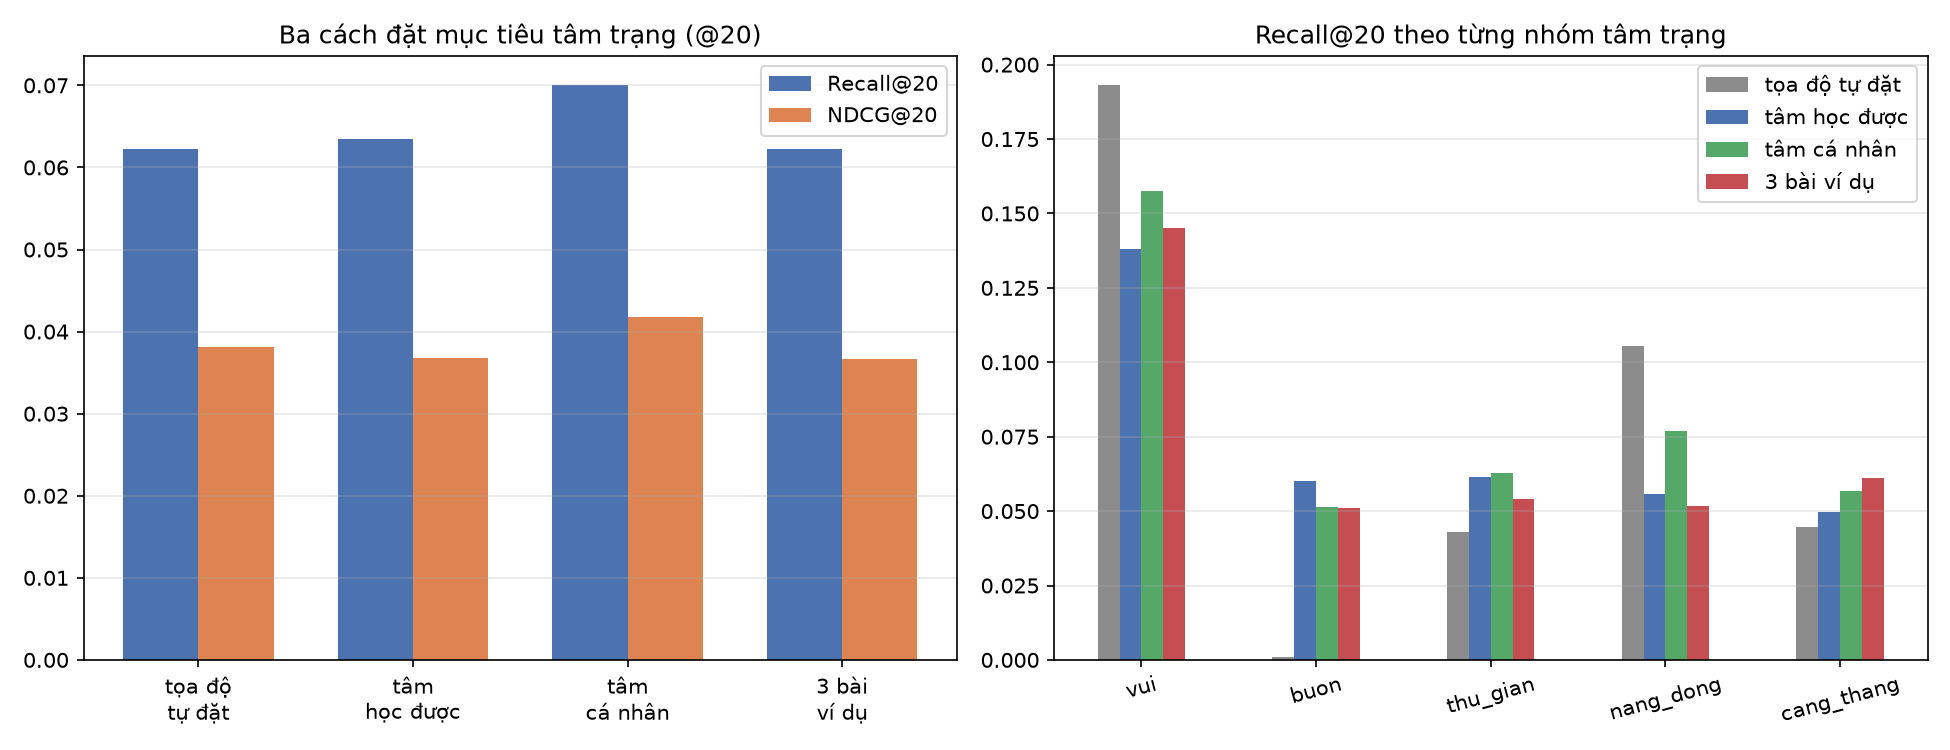 Ba cách đặt mục tiêu tâm trạng (@20)
0.07
0.06
0.05
0.04
0.03
0.02
0.01
0.00
Recall@20
NDCG@20
tọa độ
tự đặt
tâm
học được
tâm
cá nhân
3 bài
ví dụ
Recall@20 theo từng nhóm tâm trạng
0.200
0.175
0.150
0.125
0.100
0.075
0.050
0.025
0.000
tọa độ tự đặt
tâm học được
tâm cá nhân
3 bài ví dụ
vui
buon
thu_gian
nang_dong
cang_thang